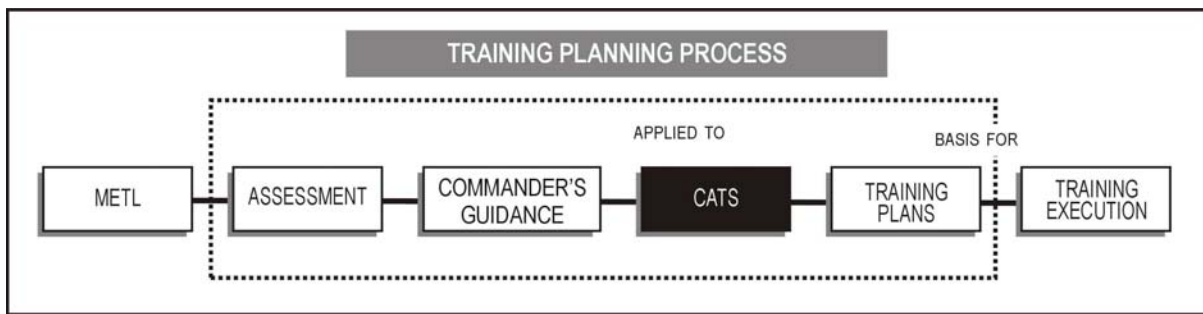 TRAINING PLANNING PROCESS
APPLIED TO
BASIS FOR
METL
ASSESSMENT
COMMANDER'S
GUIDANCE
CATS
TRAINING
PLANS
TRAINING
EXECUTION